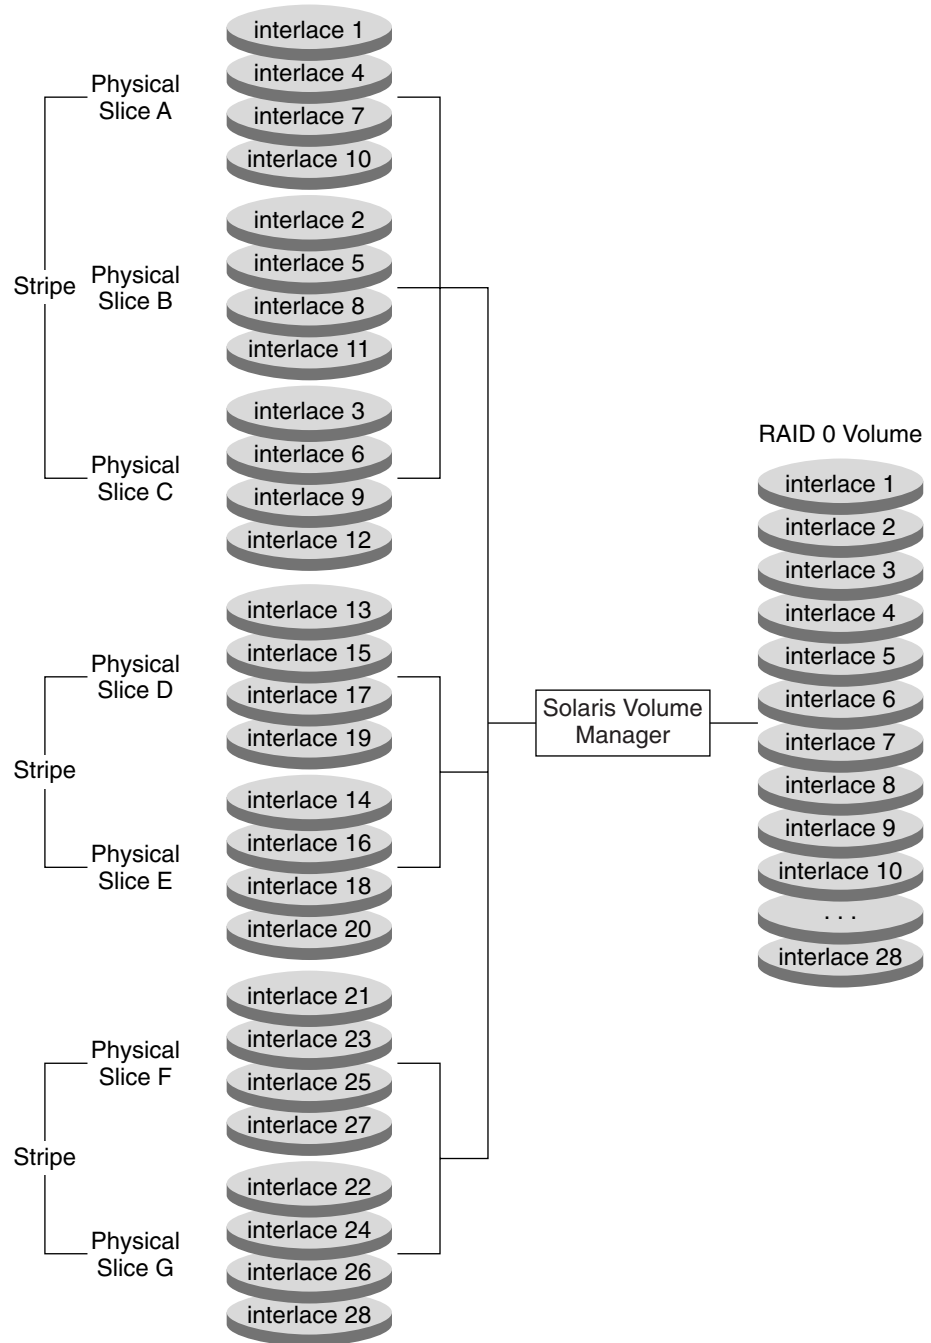 interlace 1
interlace 4
interlace 7
interlace 10
Physical
Slice A
interlace 2
interlace 5
interlace 8
interlace 11
Stripe
Physical
Slice B
interlace 3
interlace 6
interlace 9
interlace 12
Physical
Slice C
interlace 13
interlace 15
interlace 17
interlace 19
Physical
Slice D
Stripe
interlace 14
interlace 16
interlace 18
interlace 20
Physical
Slice E
interlace 21
interlace 23
interlace 25
interlace 27
Physical
Slice F
Stripe
interlace 22
interlace 24
interlace 26
interlace 28
Physical
Slice G
Solaris Volume
Manager
RAID 0 Volume
interlace 1
interlace 2
interlace 3
interlace 4
interlace 5
interlace 6
interlace 7
interlace 8
interlace 9
interlace 10
. . .
interlace 28